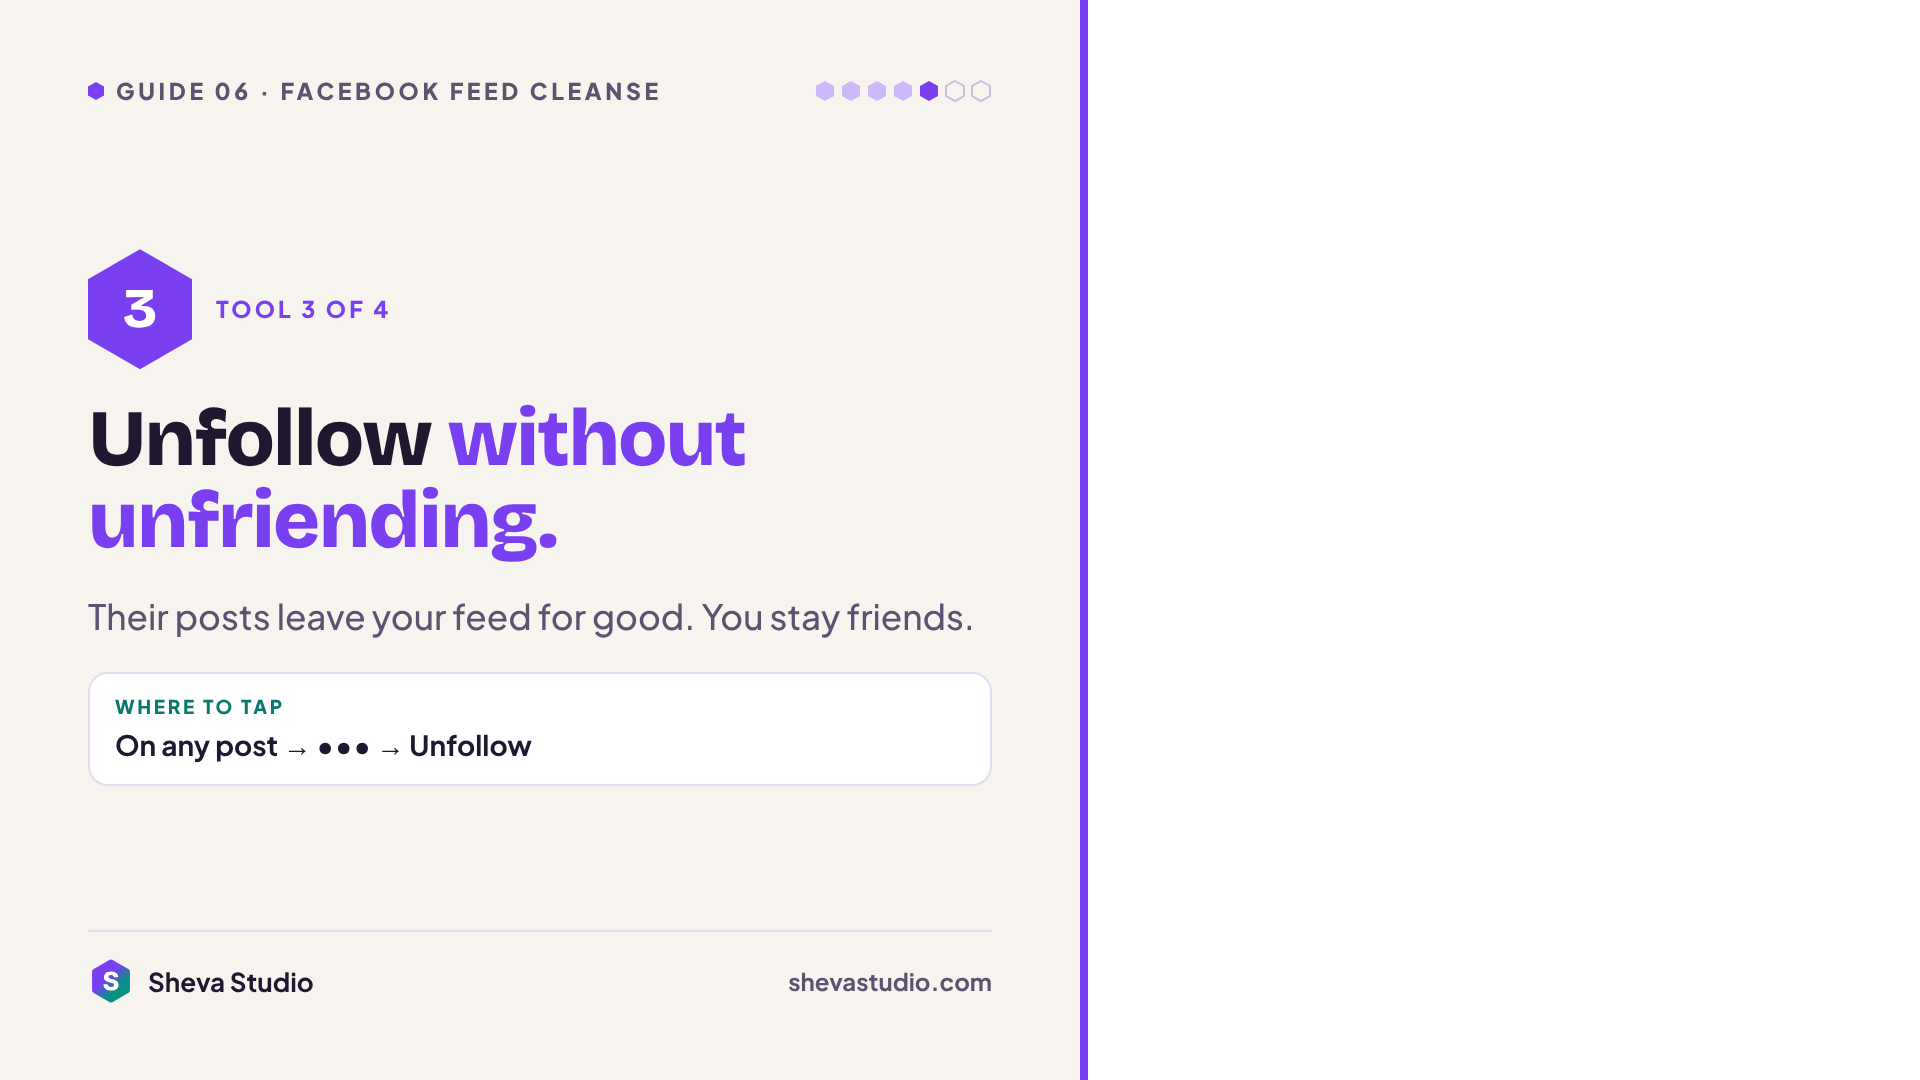 GUIDE 06 · FACEBOOK FEED CLEANSE
3
TOOL 3 OF 4
Unfollow without
unfriending.
Their posts leave your feed for good. You stay friends.
WHERE TO TAP
On any post → ••• → Unfollow
S
Sheva Studio
shevastudio.com